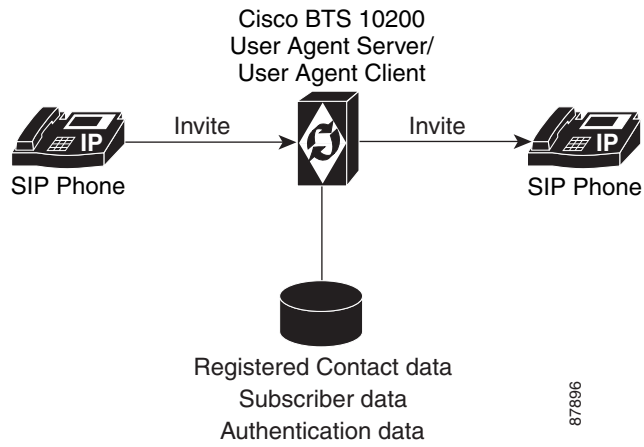 Cisco BTS 10200
User Agent Server/
User Agent Client
Invite
Invite
IP
SIP Phone
IP
SIP Phone
Registered Contact data
Subscriber data
Authentication data
87896